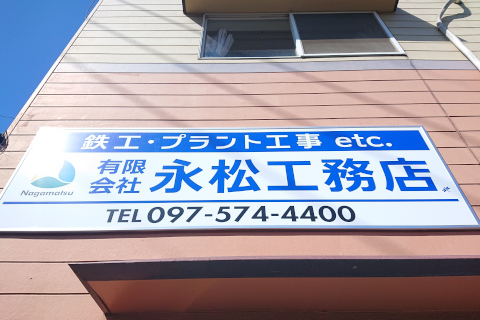 鉄工・プラント工事 etc.
有限会社 永松工務店
Nagamatsu
TEL 097-574-4400